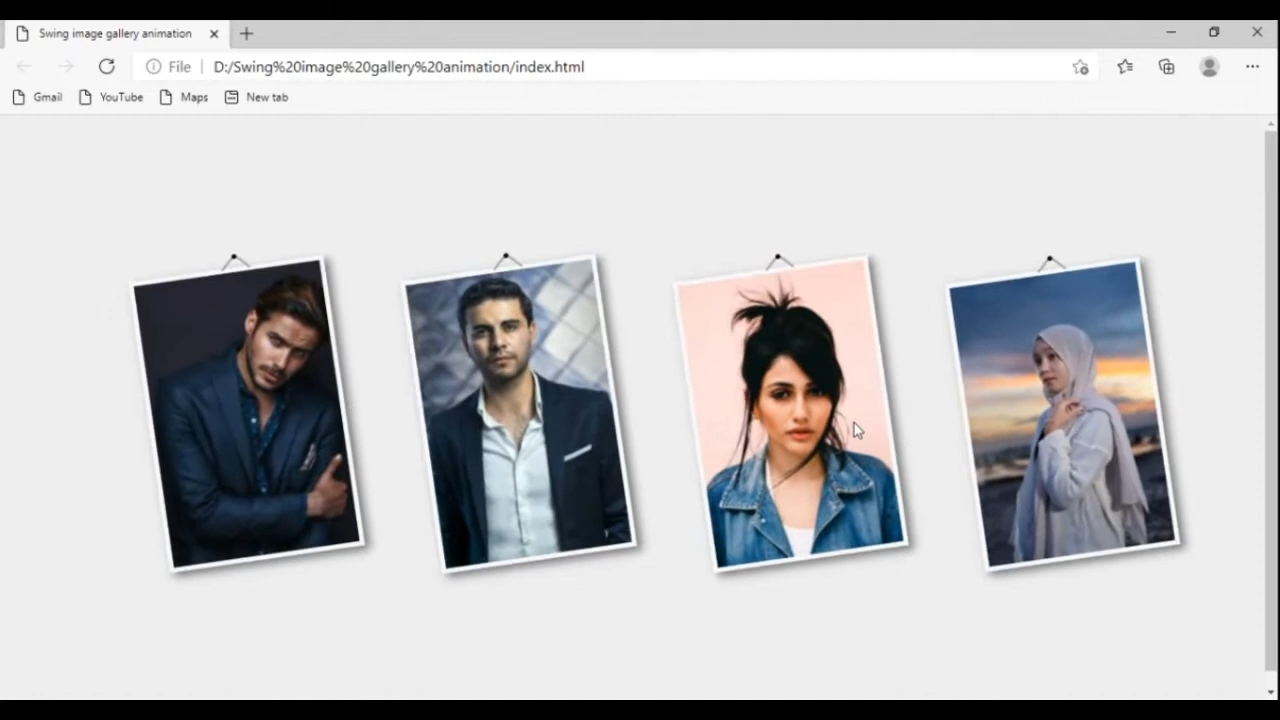 Swing image gallery animation
File D:/Swing%20image%20gallery%20animation/index.html
Gmail YouTube Maps New tab